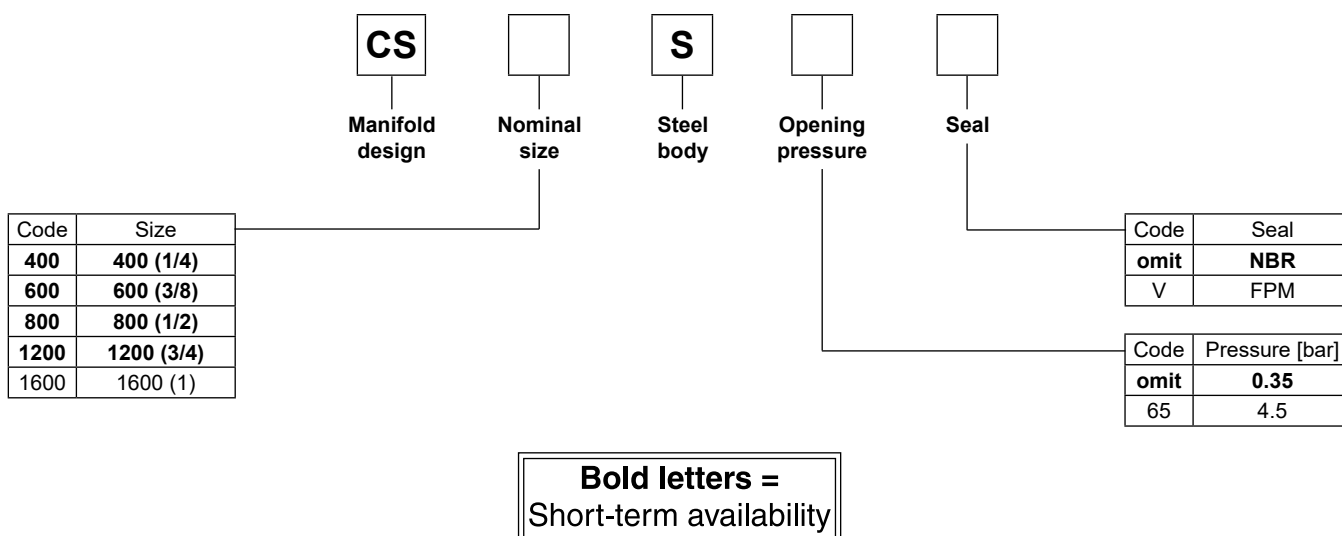 CS S
Manifold design
Nominal size
Steel body
Opening pressure
Seal
Code Size
400 400 (1/4)
600 600 (3/8)
800 800 (1/2)
1200 1200 (3/4)
1600 1600 (1)
Code Seal
omit NBR
V FPM
Code Pressure [bar]
omit 0.35
65 4.5
Bold letters =
Short-term availability